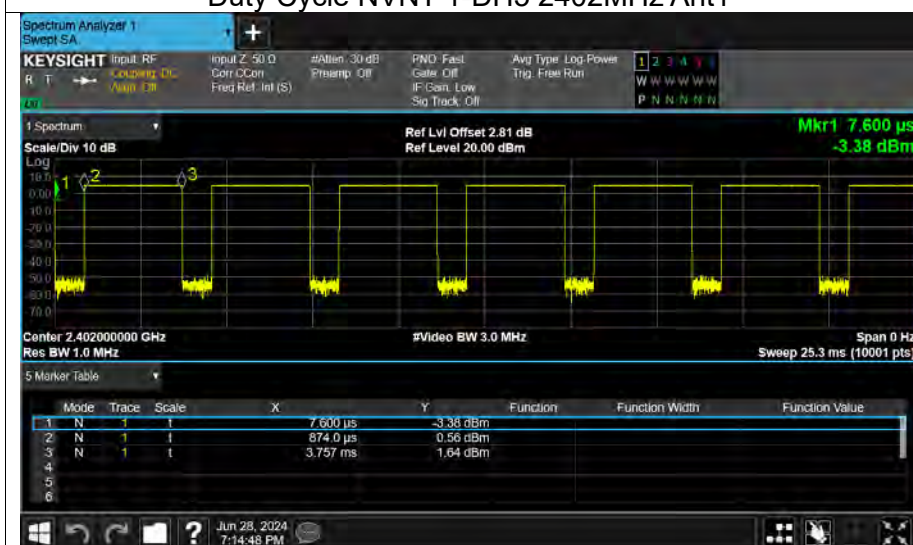 Duty Cycle NVNT 1-DH5 2402MHz Ant1
Spectrum Analyzer 1
Swept SA
+
KEYSIGHT
R T
Input: RF
Coupling: DC
Align: Off
Input Z: 50 Ω
Corr CCorr
Freq Ref: Int (S)
#Atten: 30 dB
Preamp: Off
PNO: Fast
Gate: Off
IF Gain: Low
Sig Track: Off
Avg Type: Log-Power
Trig: Free Run
1 2 3 4 5 6
W W W W W W
P N N N N N
1 Spectrum
Scale/Div 10 dB
Ref Lvl Offset 2.81 dB
Ref Level 20.00 dBm
Mkr1 7.600 µs
-3.38 dBm
Log
10.0
0.00
-10.0
-20.0
-30.0
-40.0
-50.0
-60.0
-70.0
1
2
3
Center 2.402000000 GHz
Res BW 1.0 MHz
#Video BW 3.0 MHz
Span 0 Hz
Sweep 25.3 ms (10001 pts)
5 Marker Table
Mode Trace Scale X Y Function Function Width Function Value
1 N 1 t 7.600 µs -3.38 dBm
2 N 1 t 874.0 µs 0.56 dBm
3 N 1 t 3.757 ms 1.64 dBm
4
5
6
?
Jun 28, 2024
7:14:48 PM